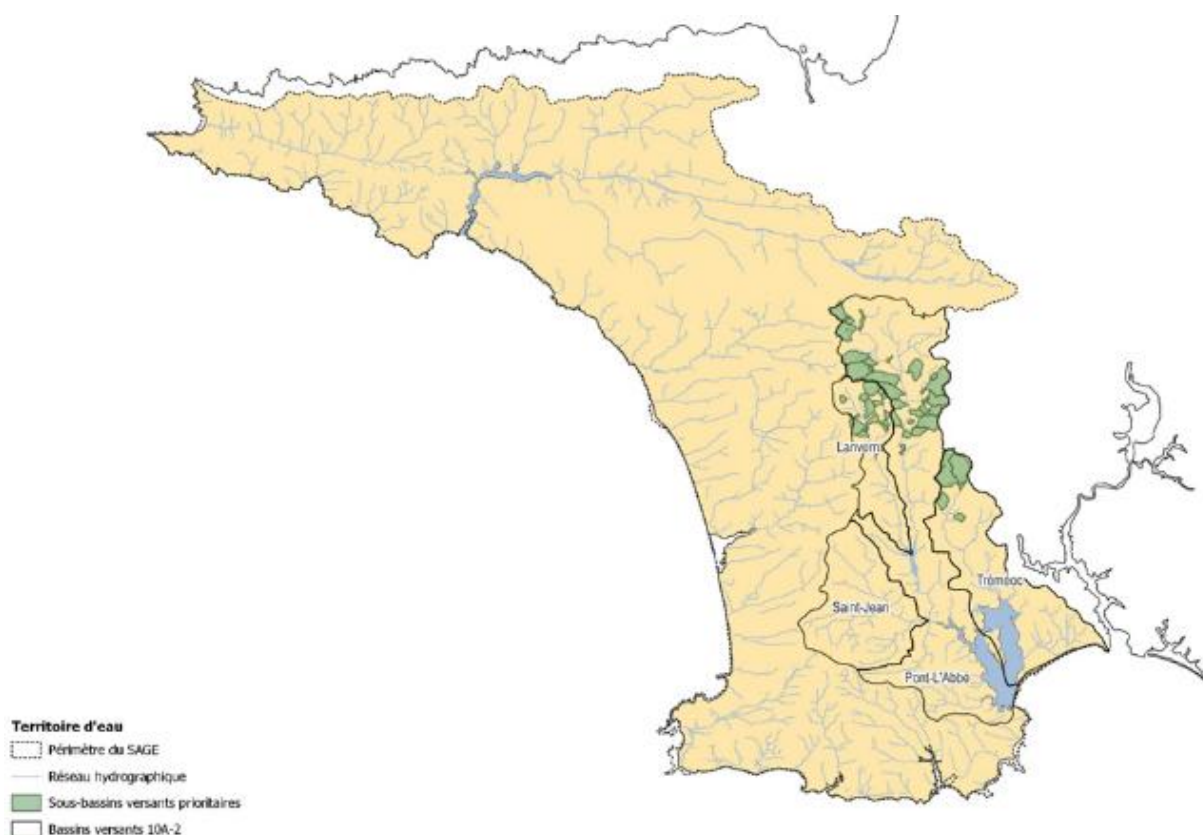 Lanvern
Tréméoc
Saint-Jean
Pont-L'Abbé
Territoire d'eau
Périmètre du SAGE
Réseau hydrographique
Sous-bassins versants prioritaires
Bassins versants 10A-2